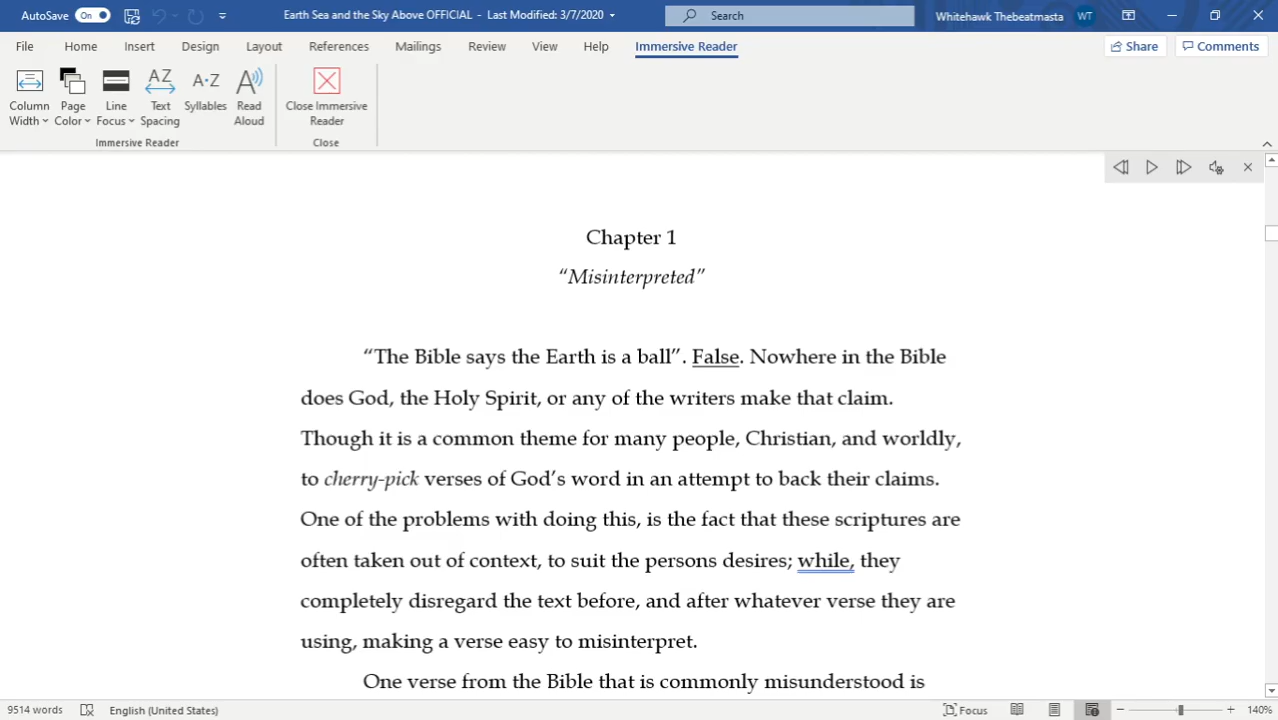 AutoSave On Earth Sea and the Sky Above OFFICIAL - Last Modified: 3/7/2020 Search Whitehawk Thebeatmasta WT
File Home Insert Design Layout References Mailings Review View Help Immersive Reader Share Comments
Column Width Page Color Line Focus Text Spacing Syllables Read Aloud Close Immersive Reader
Immersive Reader Close
Chapter 1
“Misinterpreted”
“The Bible says the Earth is a ball”. False. Nowhere in the Bible
does God, the Holy Spirit, or any of the writers make that claim.
Though it is a common theme for many people, Christian, and worldly,
to cherry-pick verses of God’s word in an attempt to back their claims.
One of the problems with doing this, is the fact that these scriptures are
often taken out of context, to suit the persons desires; while, they
completely disregard the text before, and after whatever verse they are
using, making a verse easy to misinterpret.
One verse from the Bible that is commonly misunderstood is
9514 words English (United States) Focus 140%